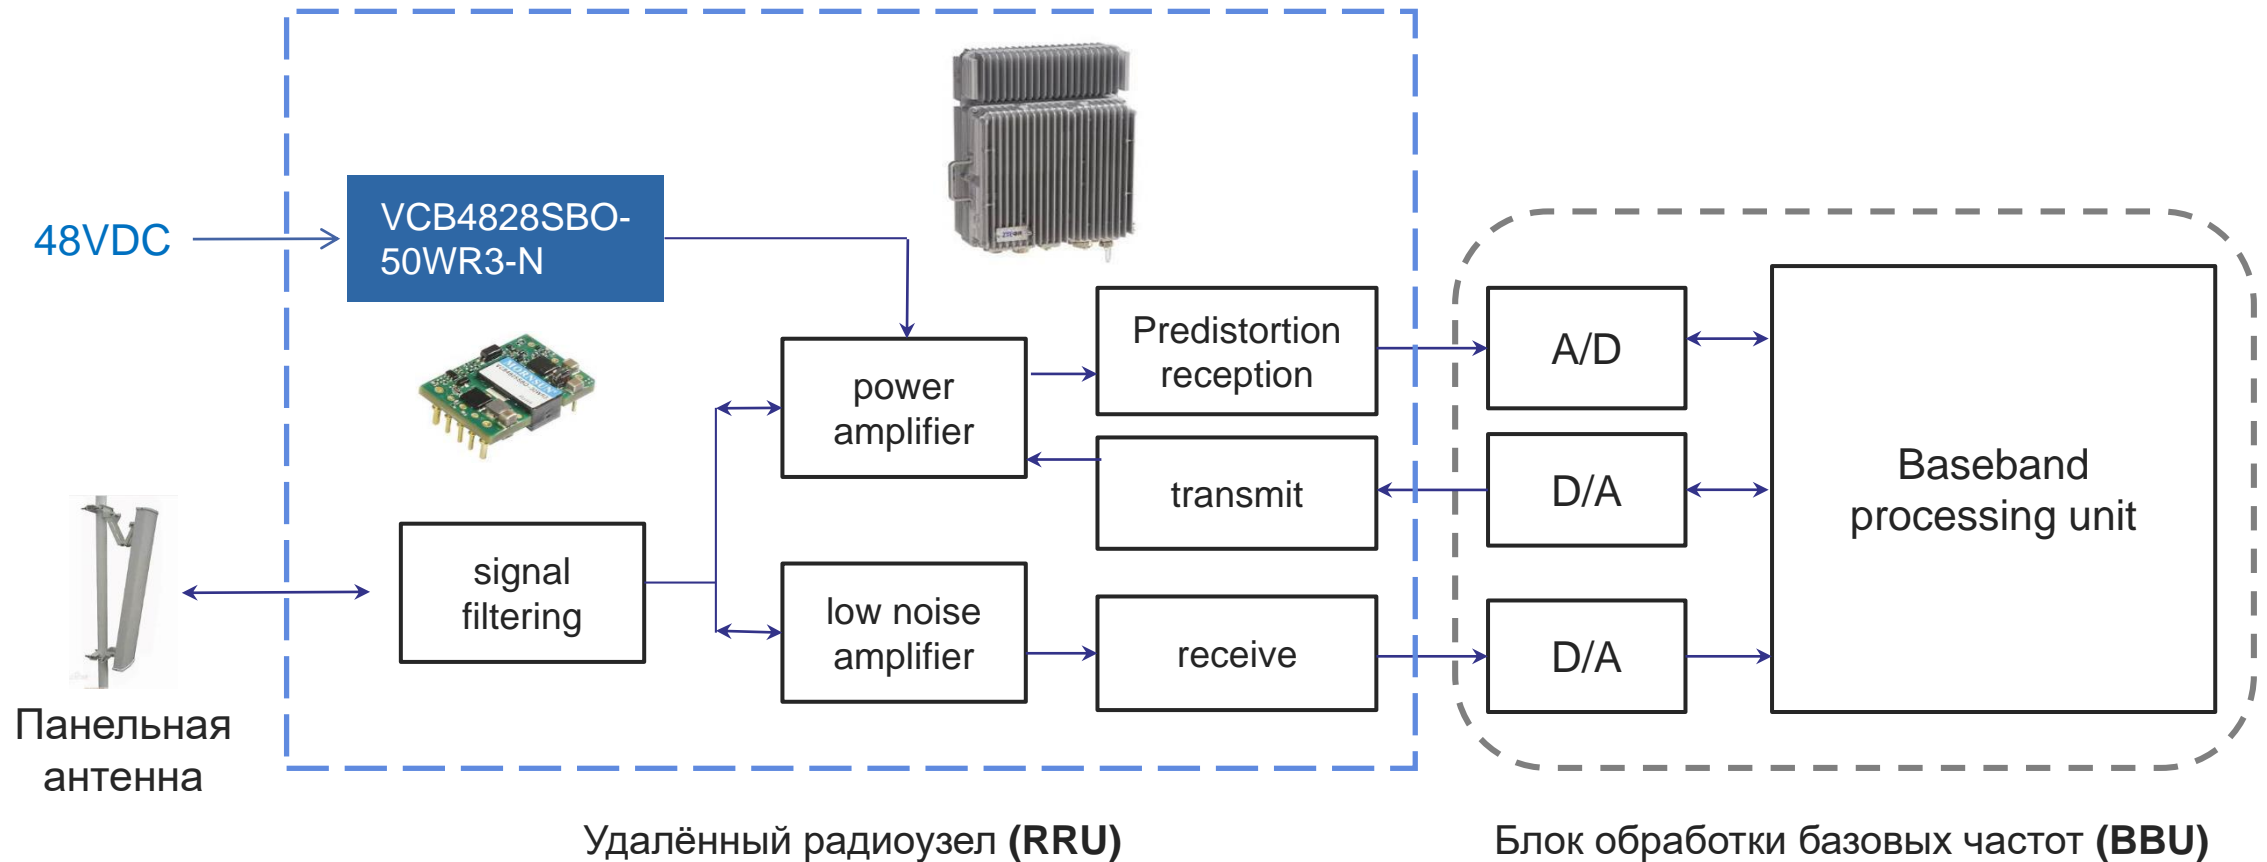 48VDC
VCB4828SBO-
50WR3-N
MORNSUN
Predistortion
reception
A/D
power
amplifier
transmit
D/A
Baseband
processing unit
signal
filtering
low noise
amplifier
receive
D/A
Панельная
антенна
Удалённый радиоузел (RRU)
Блок обработки базовых частот (BBU)